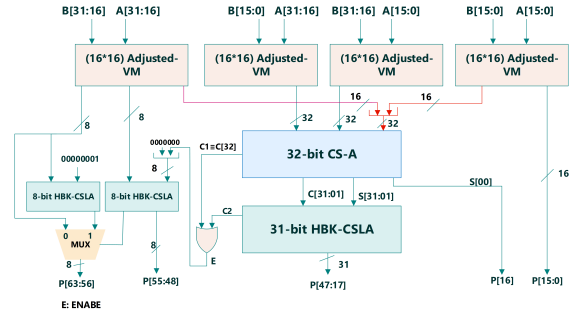 B[31:16] A[31:16] B[15:0] A[31:16] B[31:16] A[15:0] B[15:0] A[15:0]
(16*16) Adjusted-VM
(16*16) Adjusted-VM
(16*16) Adjusted-VM
(16*16) Adjusted-VM
16 16
8 8 32 32 32
0000000
C1=C[32]
32-bit CS-A
00000001
8
16
8-bit HBK-CSLA 8-bit HBK-CSLA
C[31:01] S[31:01]
S[00]
C2
31-bit HBK-CSLA
0 1
MUX
8 8
E
31
P[63:56] P[55:48] P[47:17] P[16] P[15:0]
E: ENABE